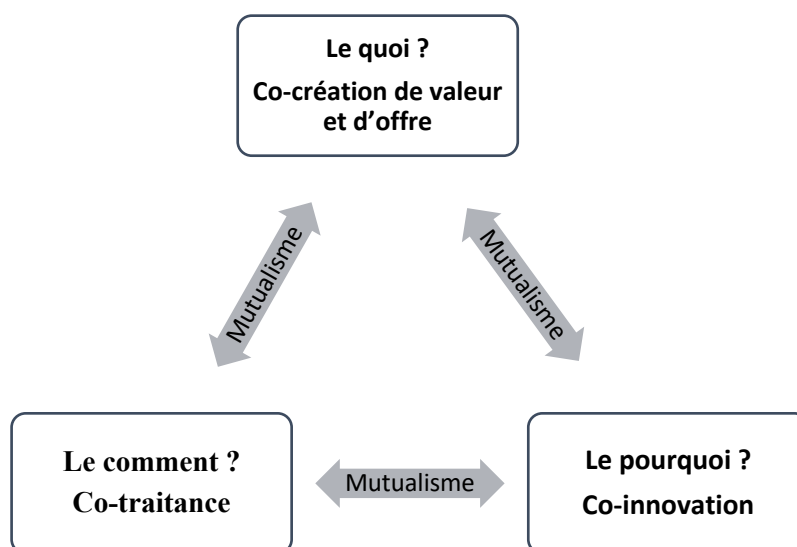 Le quoi ?
Co-création de valeur
et d’offre
Mutualisme
Mutualisme
Le comment ?
Co-traitance
Mutualisme
Le pourquoi ?
Co-innovation